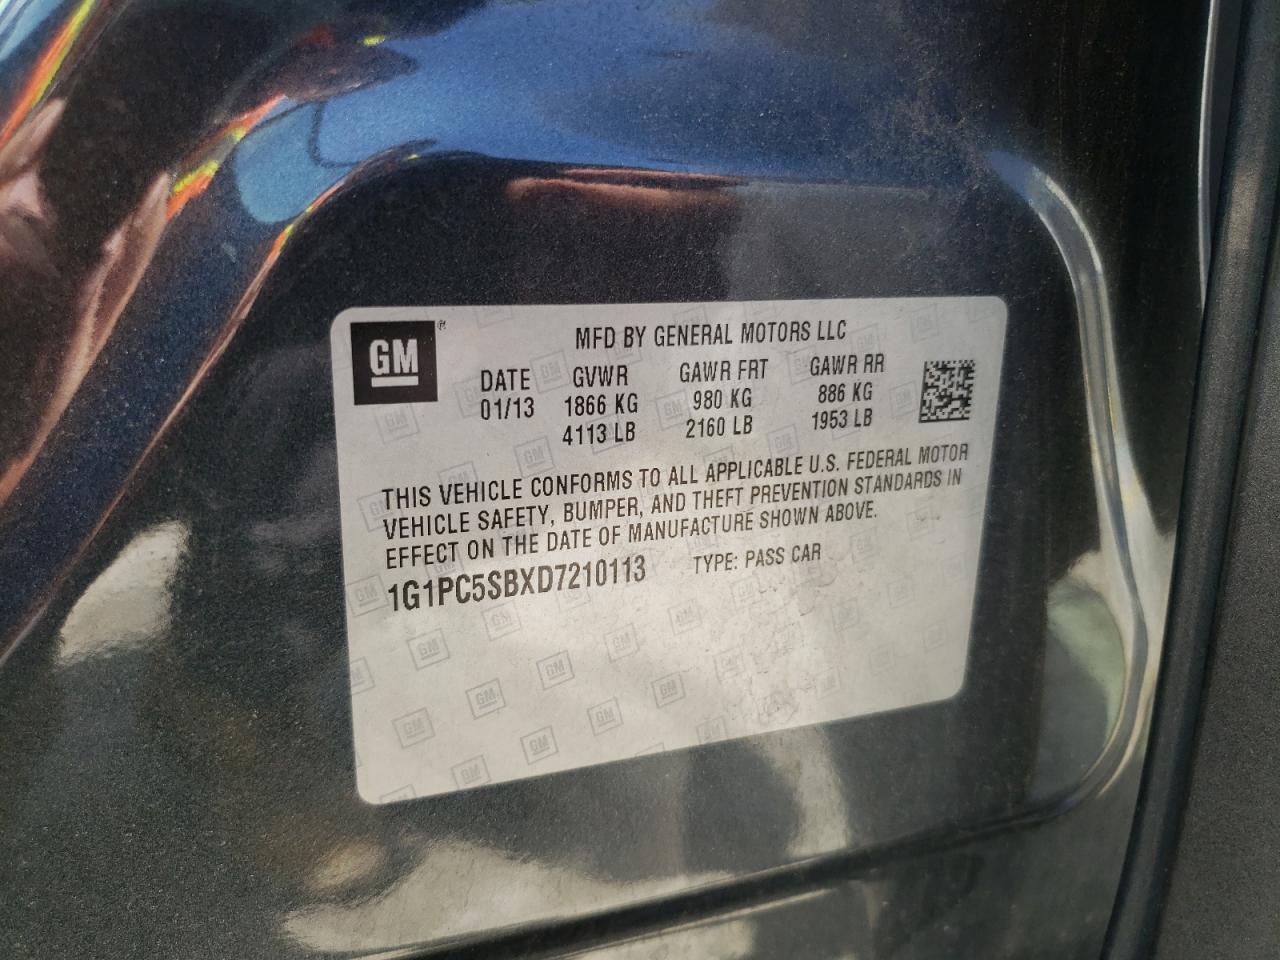 GM
MFD BY GENERAL MOTORS LLC
DATE GVWR GAWR FRT GAWR RR
01/13 1866 KG 980 KG 886 KG
4113 LB 2160 LB 1953 LB
THIS VEHICLE CONFORMS TO ALL APPLICABLE U.S. FEDERAL MOTOR
VEHICLE SAFETY, BUMPER, AND THEFT PREVENTION STANDARDS IN
EFFECT ON THE DATE OF MANUFACTURE SHOWN ABOVE.
1G1PC5SBXD7210113 TYPE: PASS CAR